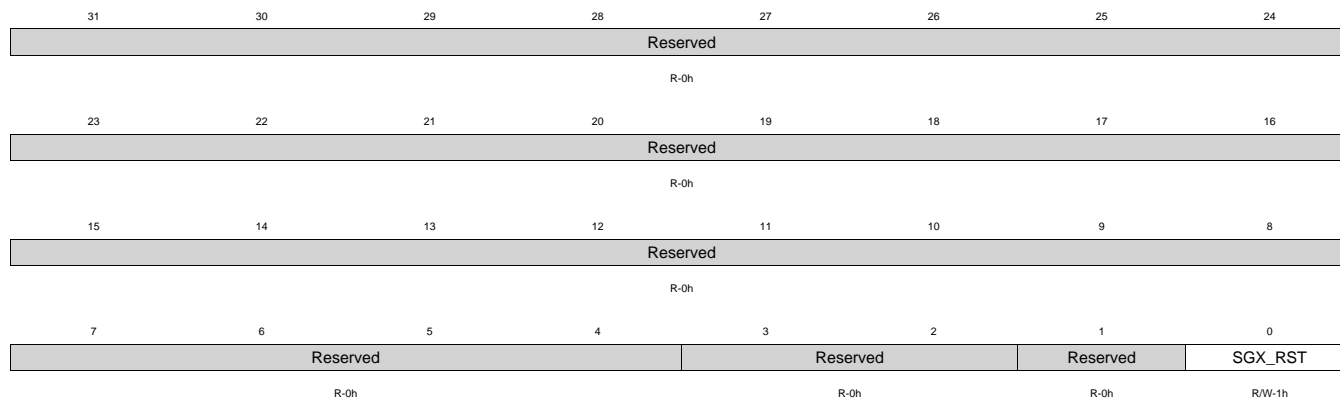 31 30 29 28 27 26 25 24
Reserved
R-0h
23 22 21 20 19 18 17 16
Reserved
R-0h
15 14 13 12 11 10 9 8
Reserved
R-0h
7 6 5 4 3 2 1 0
Reserved Reserved Reserved SGX_RST
R-0h R-0h R-0h R/W-1h